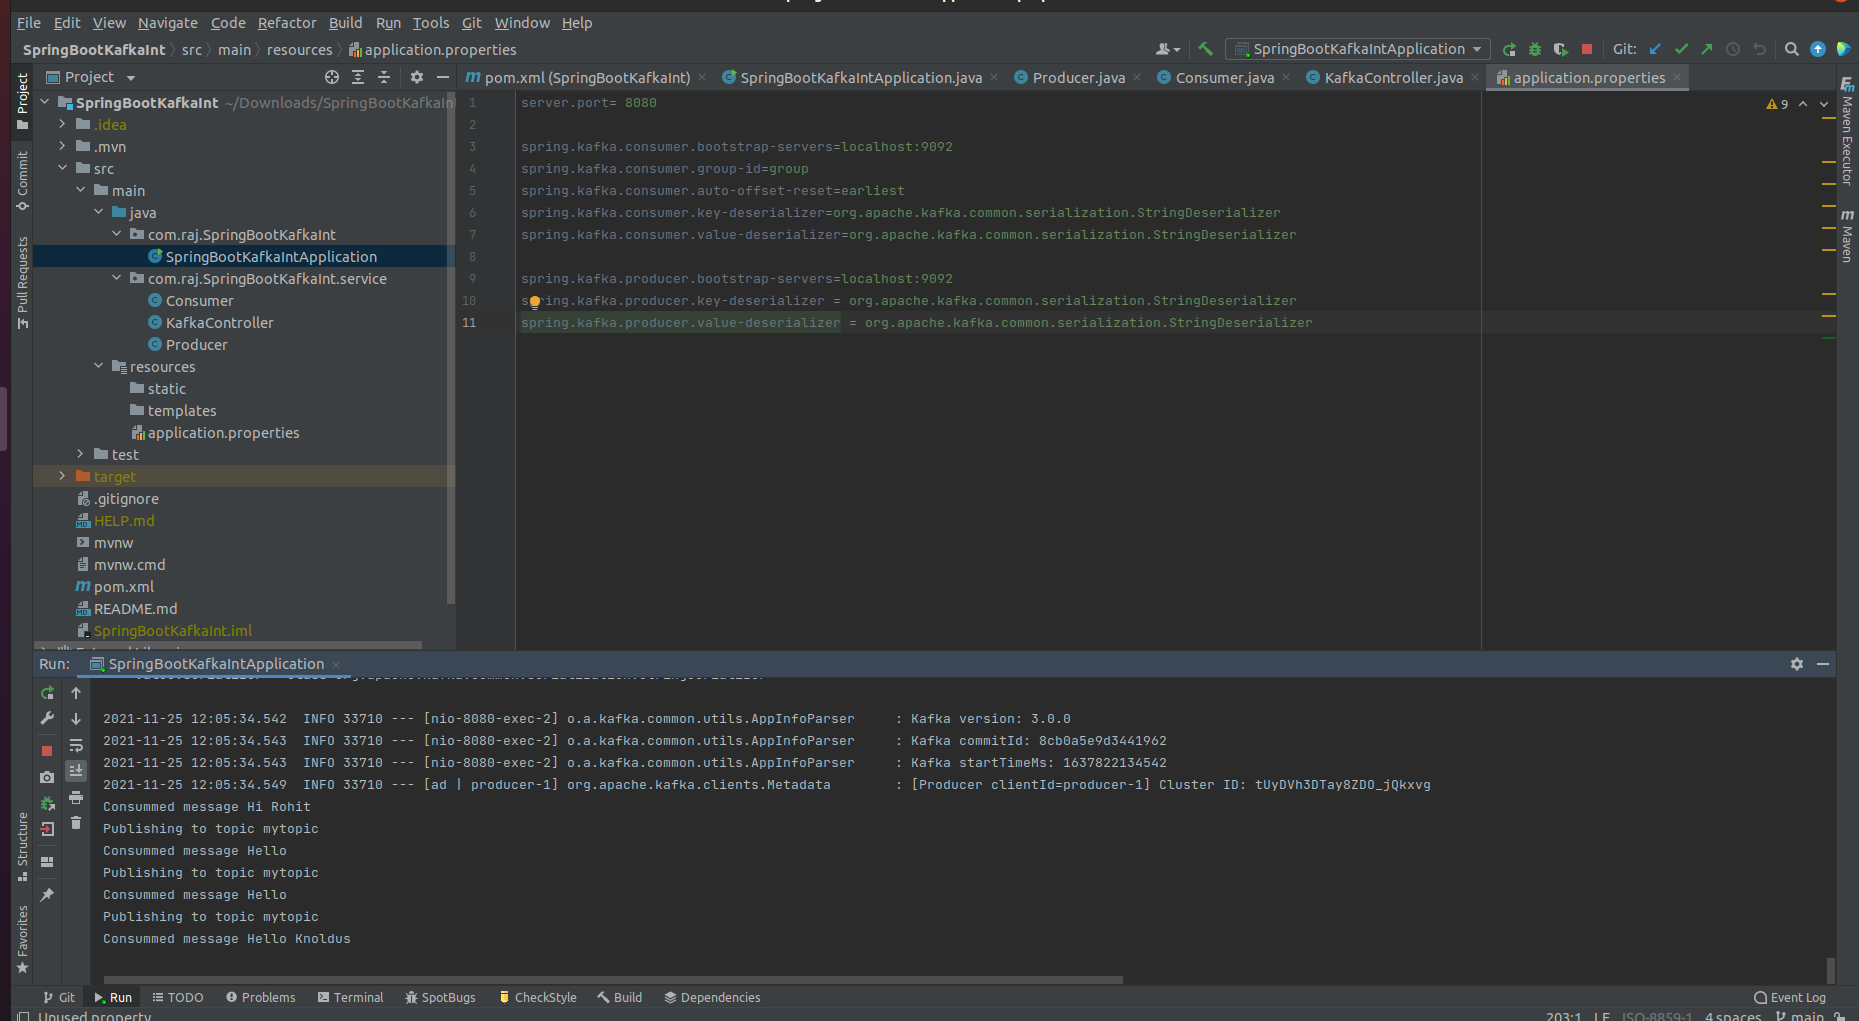 File Edit View Navigate Code Refactor Build Run Tools Git Window Help
SpringBootKafkaInt src main resources application.properties
SpringBootKafkaIntApplication Git:
Project
pom.xml (SpringBootKafkaInt) SpringBootKafkaIntApplication.java Producer.java Consumer.java KafkaController.java application.properties
Project
Commit
Pull Requests
Structure
Favorites
SpringBootKafkaInt ~/Downloads/SpringBootKafkaInt
.idea
.mvn
src
main
java
com.raj.SpringBootKafkaInt
SpringBootKafkaIntApplication
com.raj.SpringBootKafkaInt.service
Consumer
KafkaController
Producer
resources
static
templates
application.properties
test
target
.gitignore
HELP.md
mvnw
mvnw.cmd
pom.xml
README.md
SpringBootKafkaInt.iml
1 server.port= 8080
2
3 spring.kafka.consumer.bootstrap-servers=localhost:9092
4 spring.kafka.consumer.group-id=group
5 spring.kafka.consumer.auto-offset-reset=earliest
6 spring.kafka.consumer.key-deserializer=org.apache.kafka.common.serialization.StringDeserializer
7 spring.kafka.consumer.value-deserializer=org.apache.kafka.common.serialization.StringDeserializer
8
9 spring.kafka.producer.bootstrap-servers=localhost:9092
10 spring.kafka.producer.key-deserializer = org.apache.kafka.common.serialization.StringDeserializer
11 spring.kafka.producer.value-deserializer = org.apache.kafka.common.serialization.StringDeserializer
9
Maven Executor
Maven
Run: SpringBootKafkaIntApplication
2021-11-25 12:05:34.542 INFO 33710 --- [nio-8080-exec-2] o.a.kafka.common.utils.AppInfoParser : Kafka version: 3.0.0
2021-11-25 12:05:34.543 INFO 33710 --- [nio-8080-exec-2] o.a.kafka.common.utils.AppInfoParser : Kafka commitId: 8cb0a5e9d3441962
2021-11-25 12:05:34.543 INFO 33710 --- [nio-8080-exec-2] o.a.kafka.common.utils.AppInfoParser : Kafka startTimeMs: 1637822134542
2021-11-25 12:05:34.549 INFO 33710 --- [ad | producer-1] org.apache.kafka.clients.Metadata : [Producer clientId=producer-1] Cluster ID: tUyDVh3DTay8ZDO_jQkxvg
Consummed message Hi Rohit
Publishing to topic mytopic
Consummed message Hello
Publishing to topic mytopic
Consummed message Hello
Publishing to topic mytopic
Consummed message Hello Knoldus
Git Run TODO Problems Terminal SpotBugs CheckStyle Build Dependencies Event Log
Unused property 203:1 LF ISO-8859-1 4 spaces main